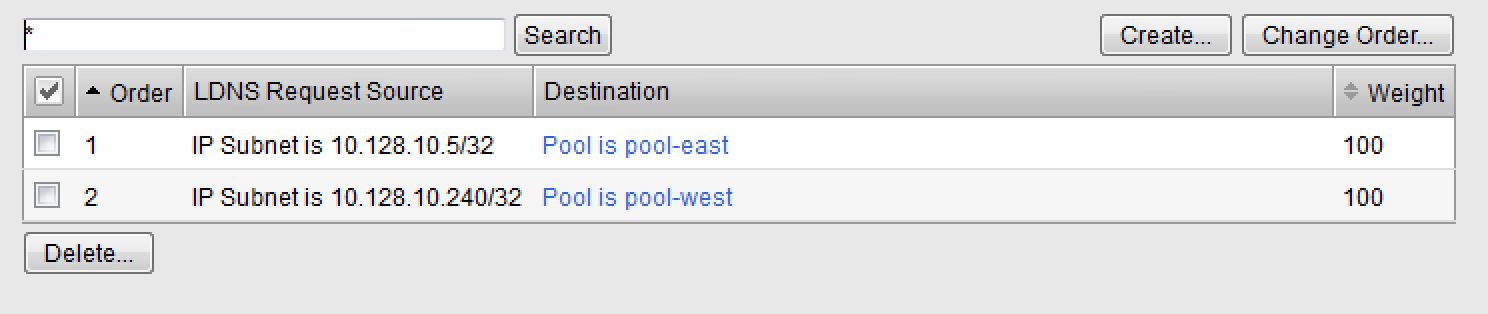 * Search Create... Change Order...
Order LDNS Request Source Destination Weight
1 IP Subnet is 10.128.10.5/32 Pool is pool-east 100
2 IP Subnet is 10.128.10.240/32 Pool is pool-west 100
Delete...